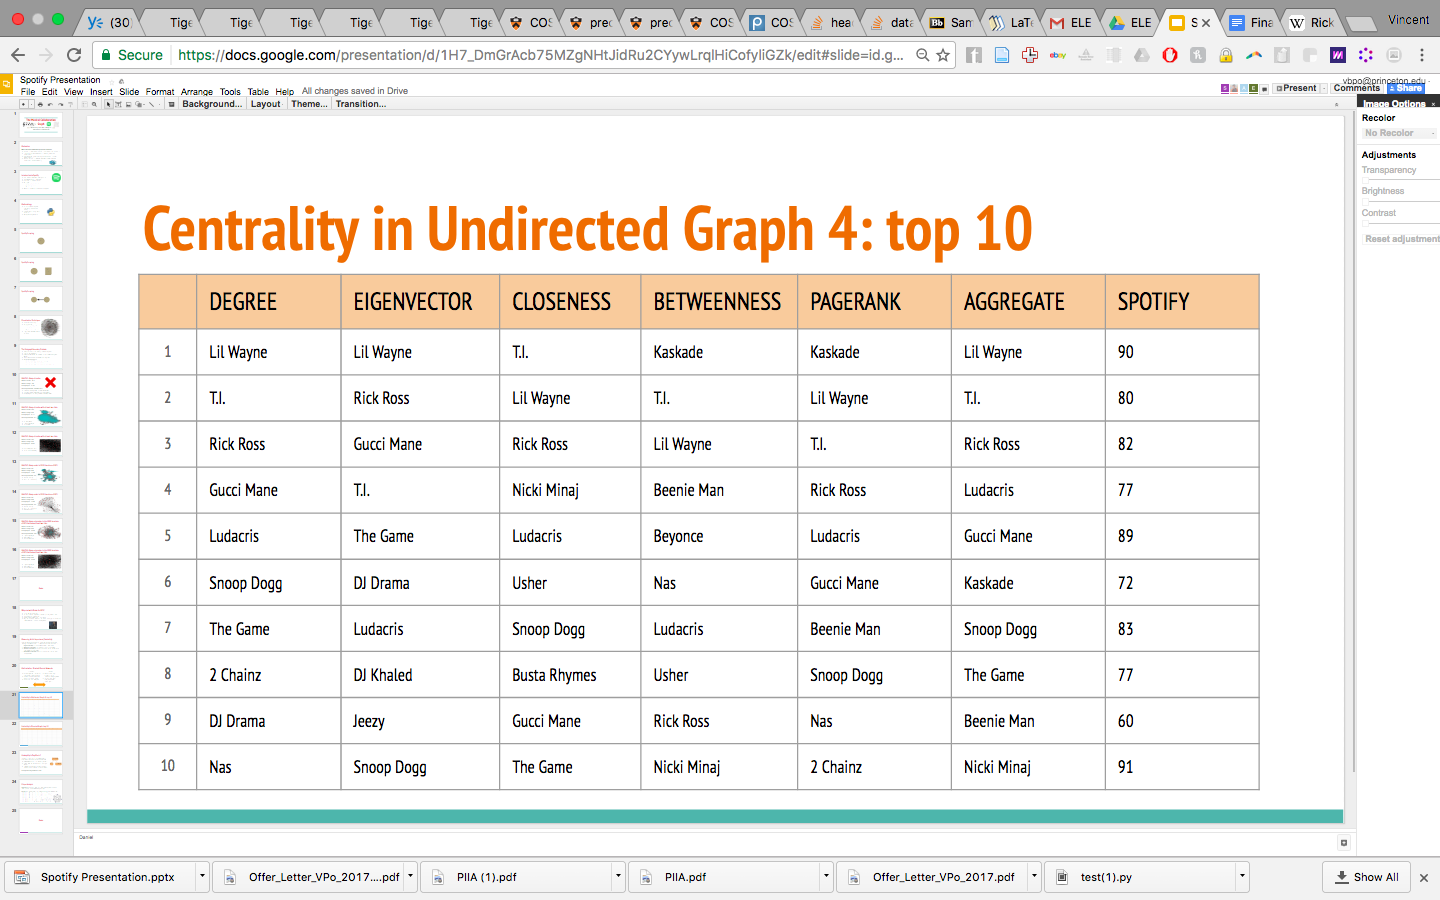 (30
Tige
Tige
Tige
Tige
Tige
Tige
COS
prec
prec
COS
COS
hea
data
Bb San
LaTe
ELE
ELE
S
Fina
W Rick
Vincent
Secure https://docs.google.com/presentation/d/1H7_DmGrAcb75MZgNHtJidRu2CYywLrqIHiCofyliGZk/edit#slide=id.g...
Spotify Presentation
vbpo@princeton.edu
File Edit View Insert Slide Format Arrange Tools Table Help All changes saved in Drive
Present Comments Share
Background... Layout Theme... Transition...
Image Options
Recolor
No Recolor
Adjustments
Transparency
Brightness
Contrast
Reset adjustment
Centrality in Undirected Graph 4: top 10
DEGREE EIGENVECTOR CLOSENESS BETWEENNESS PAGERANK AGGREGATE SPOTIFY
1 Lil Wayne Lil Wayne T.I. Kaskade Kaskade Lil Wayne 90
2 T.I. Rick Ross Lil Wayne T.I. Lil Wayne T.I. 80
3 Rick Ross Gucci Mane Rick Ross Lil Wayne T.I. Rick Ross 82
4 Gucci Mane T.I. Nicki Minaj Beenie Man Rick Ross Ludacris 77
5 Ludacris The Game Ludacris Beyonce Ludacris Gucci Mane 89
6 Snoop Dogg DJ Drama Usher Nas Gucci Mane Kaskade 72
7 The Game Ludacris Snoop Dogg Ludacris Beenie Man Snoop Dogg 83
8 2 Chainz DJ Khaled Busta Rhymes Usher Snoop Dogg The Game 77
9 DJ Drama Jeezy Gucci Mane Rick Ross Nas Beenie Man 60
10 Nas Snoop Dogg The Game Nicki Minaj 2 Chainz Nicki Minaj 91
Daniel
Spotify Presentation.pptx
Offer_Letter_VPo_2017....pdf
PIIA (1).pdf
PIIA.pdf
Offer_Letter_VPo_2017.pdf
test(1).py
Show All